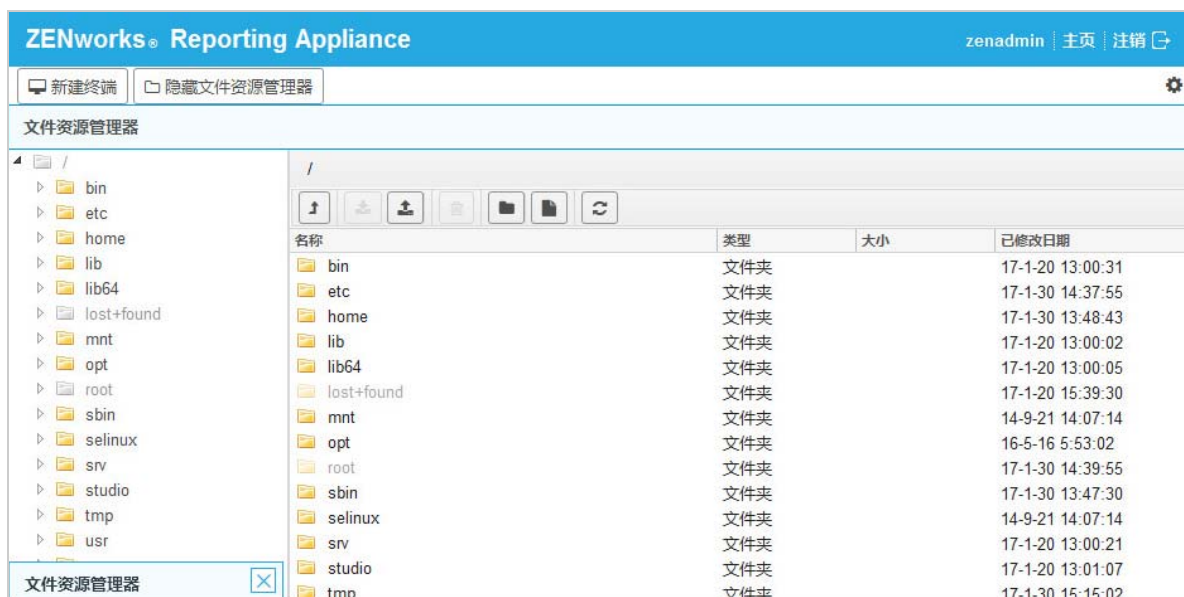 ZENworks® Reporting Appliance
zenadmin 主页 注销
新建终端 隐藏文件资源管理器
文件资源管理器
/
bin
etc
home
lib
lib64
lost+found
mnt
opt
root
sbin
selinux
srv
studio
tmp
usr
文件资源管理器
/
名称 类型 大小 已修改日期
bin 文件夹 17-1-20 13:00:31
etc 文件夹 17-1-30 14:37:55
home 文件夹 17-1-30 13:48:43
lib 文件夹 17-1-20 13:00:02
lib64 文件夹 17-1-20 13:00:05
lost+found 文件夹 17-1-20 15:39:30
mnt 文件夹 14-9-21 14:07:14
opt 文件夹 16-5-16 5:53:02
root 文件夹 17-1-30 14:39:55
sbin 文件夹 17-1-30 13:47:30
selinux 文件夹 14-9-21 14:07:14
srv 文件夹 17-1-20 13:00:21
studio 文件夹 17-1-20 13:01:07
tmp 文件夹 17-1-30 15:15:02